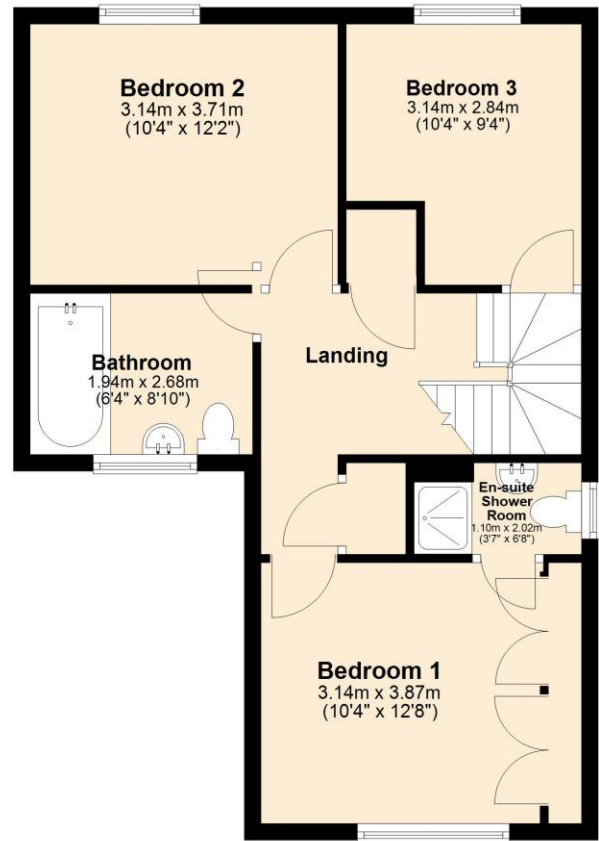 Bedroom 2
3.14m x 3.71m
(10'4" x 12'2")
Bedroom 3
3.14m x 2.84m
(10'4" x 9'4")
Landing
Bathroom
1.94m x 2.68m
(6'4" x 8'10")
En-suite
Shower
Room
1.10m x 2.02m
(3'7" x 6'8")
Bedroom 1
3.14m x 3.87m
(10'4" x 12'8")